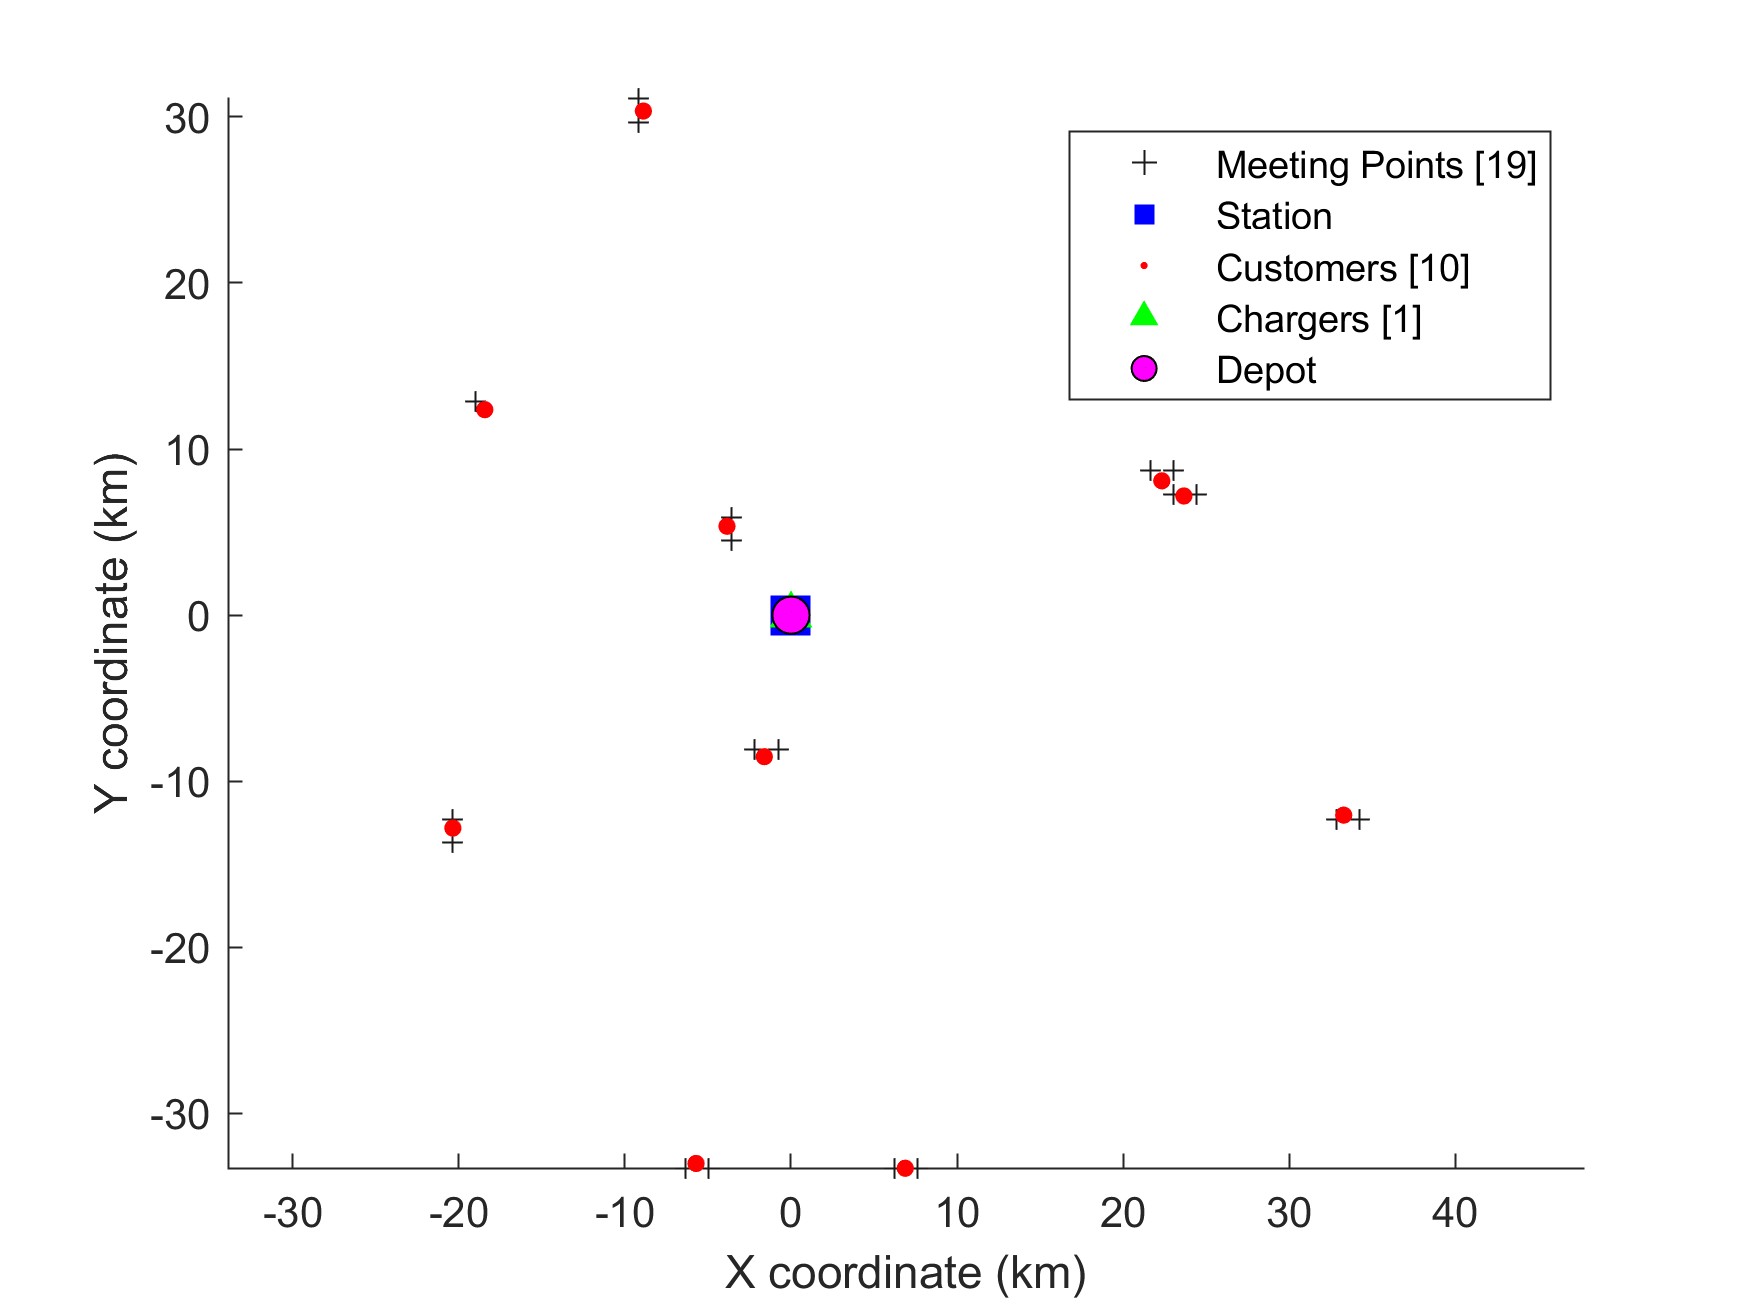 30
20
10
0
-10
-20
-30
Y coordinate (km)
Meeting Points [19]
Station
Customers [10]
Chargers [1]
Depot
-30 -20 -10 0 10 20 30 40
X coordinate (km)